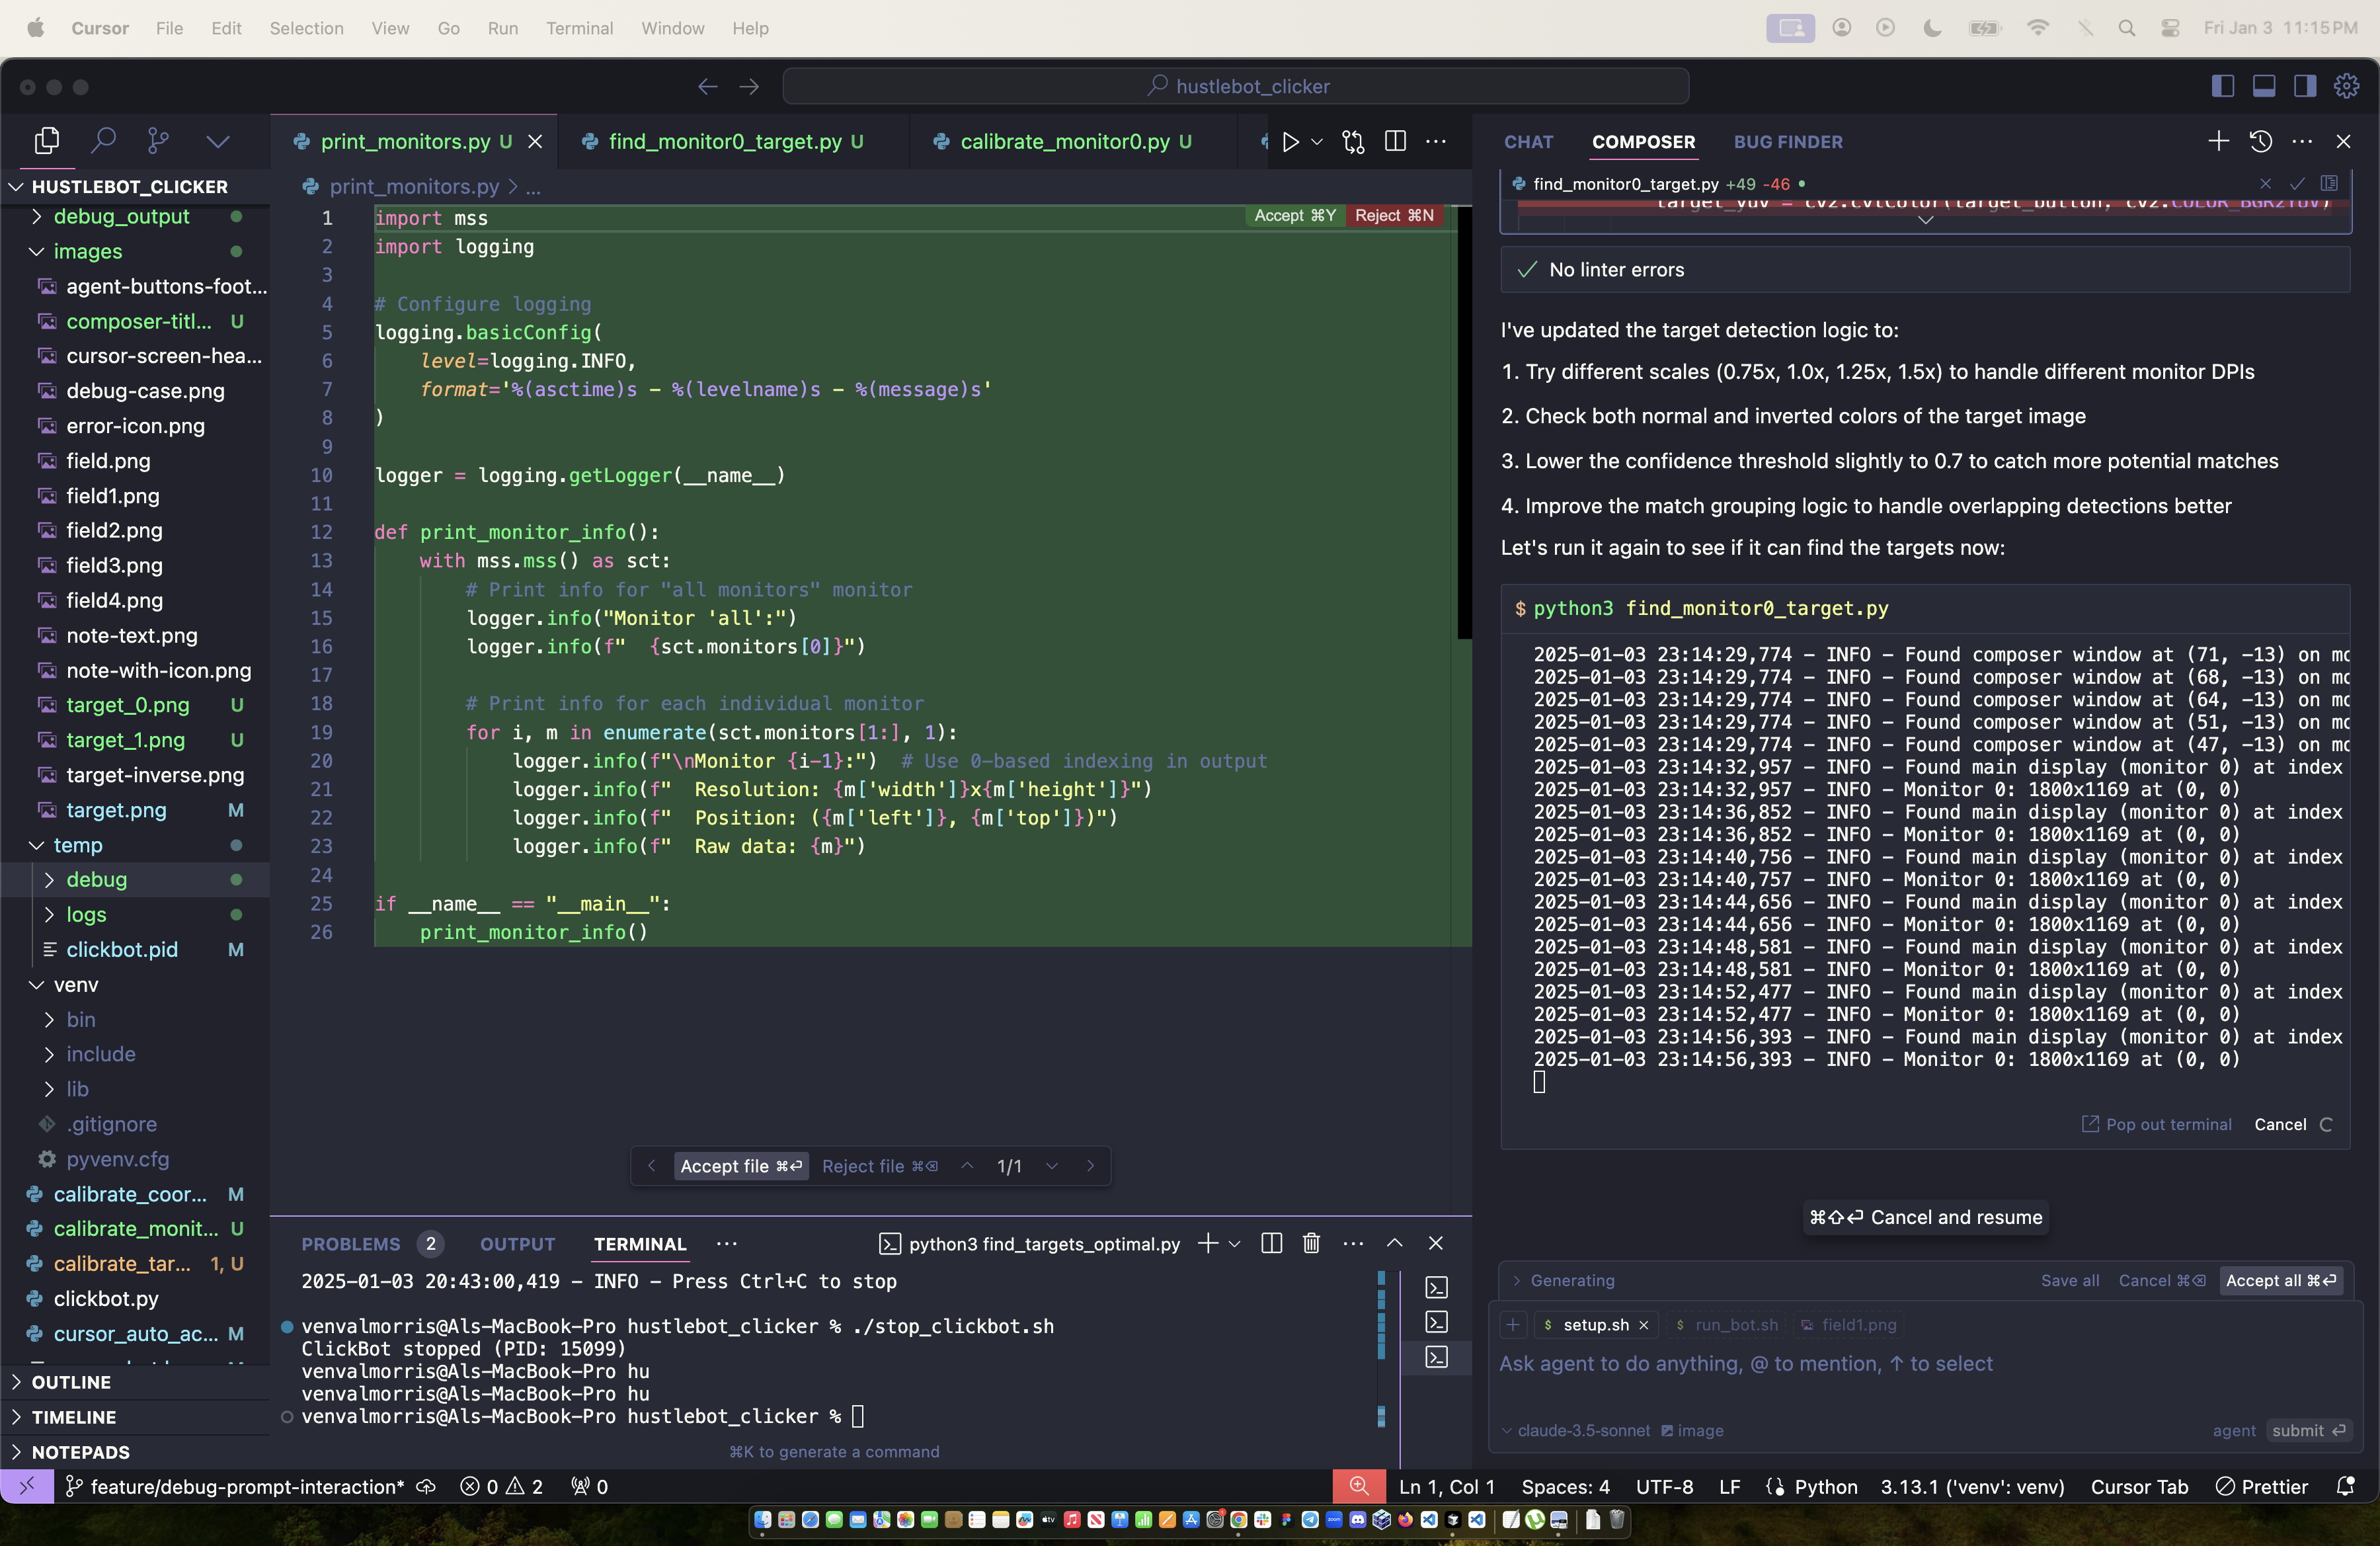 Cursor File Edit Selection View Go Run Terminal Window Help
Fri Jan 3 11:15 PM
hustlebot_clicker
HUSTLEBOT_CLICKER
debug_output
images
agent-buttons-foot...
composer-titl... U
cursor-screen-hea...
debug-case.png
error-icon.png
field.png
field1.png
field2.png
field3.png
field4.png
note-text.png
note-with-icon.png
target_0.png U
target_1.png U
target-inverse.png
target.png M
temp
debug
logs
clickbot.pid M
venv
bin
include
lib
.gitignore
pyvenv.cfg
calibrate_coor... M
calibrate_monit... U
calibrate_tar... 1, U
clickbot.py
cursor_auto_ac... M
OUTLINE
TIMELINE
NOTEPADS
print_monitors.py U
find_monitor0_target.py U
calibrate_monitor0.py U
print_monitors.py > ...
Accept ⌘Y Reject ⌘N
1 import mss
2 import logging
3
4 # Configure logging
5 logging.basicConfig(
6 level=logging.INFO,
7 format='%(asctime)s - %(levelname)s - %(message)s'
8 )
9
10 logger = logging.getLogger(__name__)
11
12 def print_monitor_info():
13 with mss.mss() as sct:
14 # Print info for "all monitors" monitor
15 logger.info("Monitor 'all':")
16 logger.info(f"  {sct.monitors[0]}")
17
18 # Print info for each individual monitor
19 for i, m in enumerate(sct.monitors[1:], 1):
20 logger.info(f"\nMonitor {i-1}:")  # Use 0-based indexing in output
21 logger.info(f"  Resolution: {m['width']}x{m['height']}")
22 logger.info(f"  Position: ({m['left']}, {m['top']})")
23 logger.info(f"  Raw data: {m}")
24
25 if __name__ == "__main__":
26 print_monitor_info()
Accept file ⌘⏎ Reject file ⌘⌫ 1/1
PROBLEMS 2 OUTPUT TERMINAL ...
python3 find_targets_optimal.py
2025-01-03 20:43:00,419 - INFO - Press Ctrl+C to stop
venvalmorris@Als-MacBook-Pro hustlebot_clicker % ./stop_clickbot.sh
ClickBot stopped (PID: 15099)
venvalmorris@Als-MacBook-Pro hu
venvalmorris@Als-MacBook-Pro hu
venvalmorris@Als-MacBook-Pro hustlebot_clicker %
⌘K to generate a command
CHAT COMPOSER BUG FINDER
find_monitor0_target.py +49 -46
target_yuv = cv2.cvtColor(target_button, cv2.COLOR_BGR2YUV)
No linter errors
I've updated the target detection logic to:
1. Try different scales (0.75x, 1.0x, 1.25x, 1.5x) to handle different monitor DPIs
2. Check both normal and inverted colors of the target image
3. Lower the confidence threshold slightly to 0.7 to catch more potential matches
4. Improve the match grouping logic to handle overlapping detections better
Let's run it again to see if it can find the targets now:
$ python3 find_monitor0_target.py
2025-01-03 23:14:29,774 - INFO - Found composer window at (71, -13) on mo
2025-01-03 23:14:29,774 - INFO - Found composer window at (68, -13) on mo
2025-01-03 23:14:29,774 - INFO - Found composer window at (64, -13) on mo
2025-01-03 23:14:29,774 - INFO - Found composer window at (51, -13) on mo
2025-01-03 23:14:29,774 - INFO - Found composer window at (47, -13) on mo
2025-01-03 23:14:32,957 - INFO - Found main display (monitor 0) at index
2025-01-03 23:14:32,957 - INFO - Monitor 0: 1800x1169 at (0, 0)
2025-01-03 23:14:36,852 - INFO - Found main display (monitor 0) at index
2025-01-03 23:14:36,852 - INFO - Monitor 0: 1800x1169 at (0, 0)
2025-01-03 23:14:40,756 - INFO - Found main display (monitor 0) at index
2025-01-03 23:14:40,757 - INFO - Monitor 0: 1800x1169 at (0, 0)
2025-01-03 23:14:44,656 - INFO - Found main display (monitor 0) at index
2025-01-03 23:14:44,656 - INFO - Monitor 0: 1800x1169 at (0, 0)
2025-01-03 23:14:48,581 - INFO - Found main display (monitor 0) at index
2025-01-03 23:14:48,581 - INFO - Monitor 0: 1800x1169 at (0, 0)
2025-01-03 23:14:52,477 - INFO - Found main display (monitor 0) at index
2025-01-03 23:14:52,477 - INFO - Monitor 0: 1800x1169 at (0, 0)
2025-01-03 23:14:56,393 - INFO - Found main display (monitor 0) at index
2025-01-03 23:14:56,393 - INFO - Monitor 0: 1800x1169 at (0, 0)
Pop out terminal Cancel
⌘⇧⏎ Cancel and resume
Generating Save all Cancel ⌘⌫ Accept all ⌘⏎
+ $ setup.sh × $ run_bot.sh field1.png
Ask agent to do anything, @ to mention, ↑ to select
claude-3.5-sonnet image agent submit ⏎
feature/debug-prompt-interaction* 0 2 0
Ln 1, Col 1 Spaces: 4 UTF-8 LF Python 3.13.1 ('venv': venv) Cursor Tab Prettier